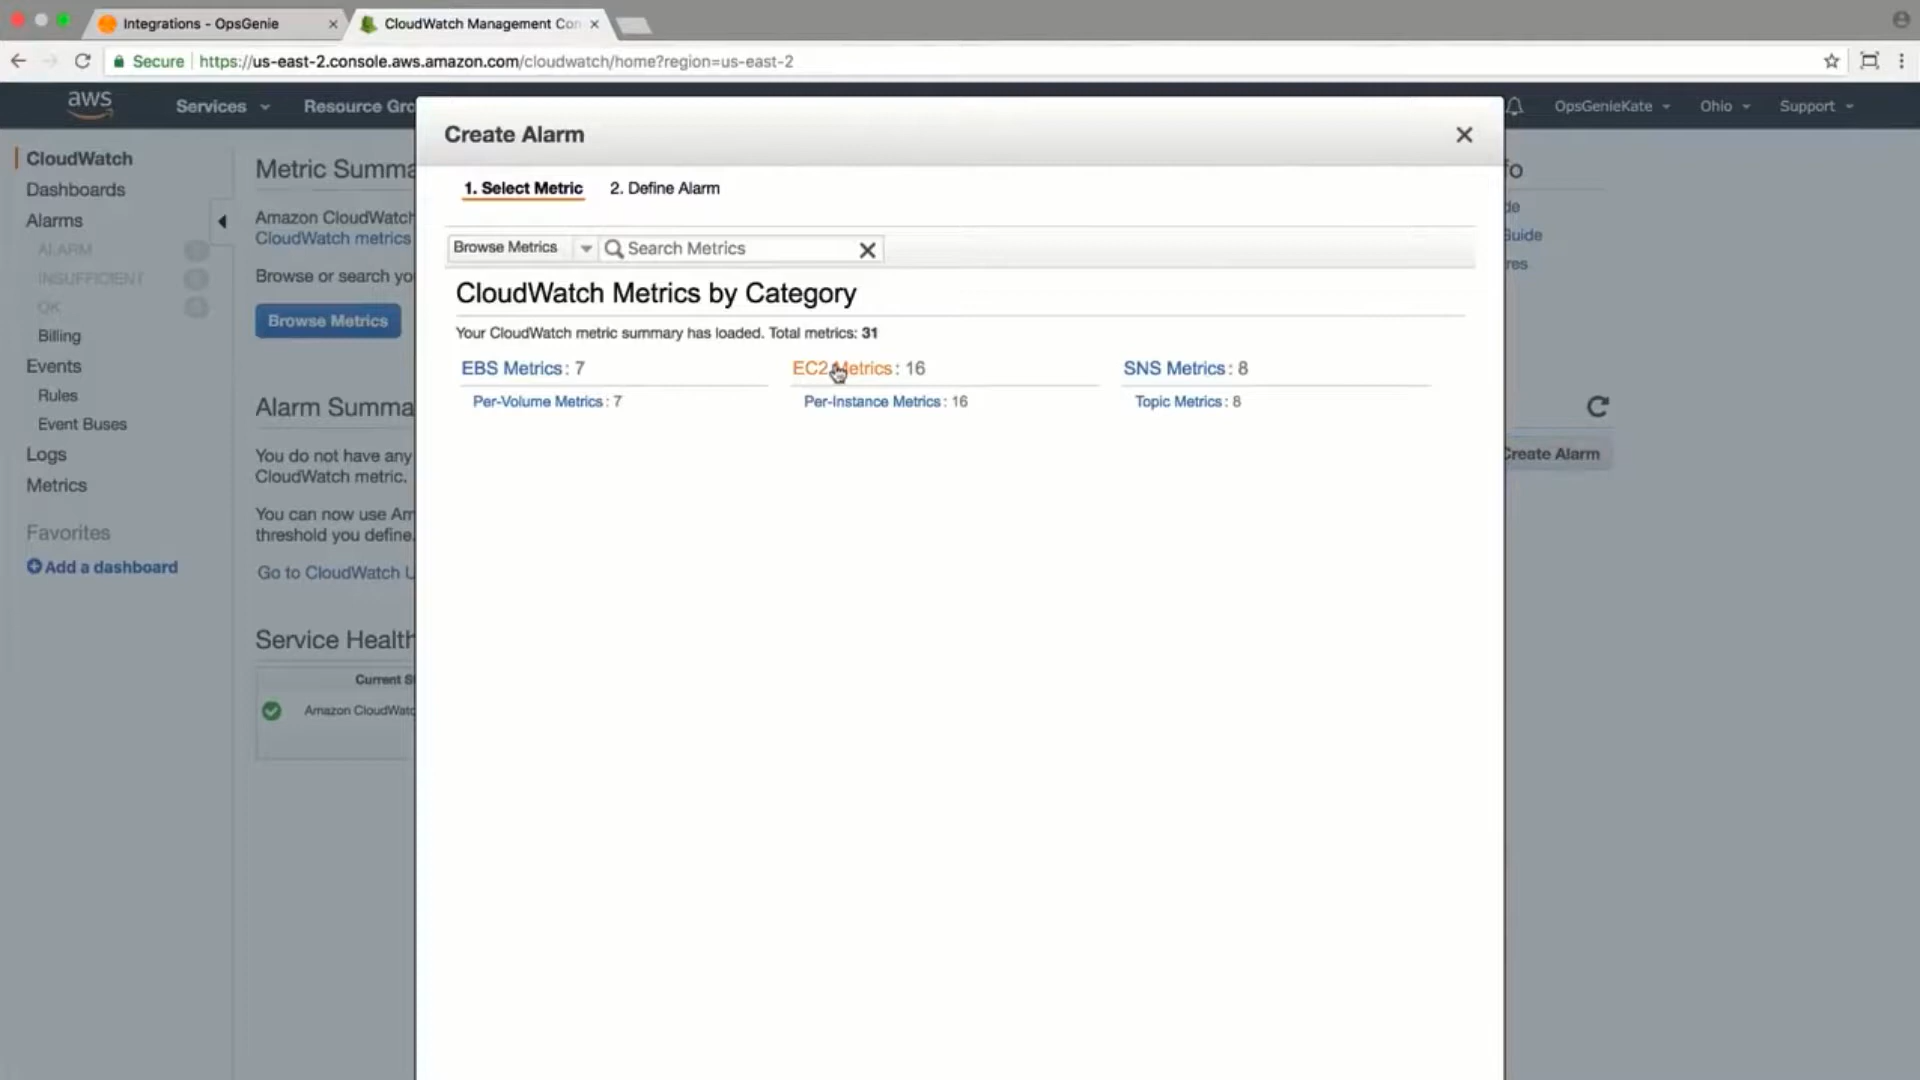 Integrations - OpsGenie
CloudWatch Management Con
Secure
https://us-east-2.console.aws.amazon.com/cloudwatch/home?region=us-east-2
aws
Services
Resource Gro
OpsGenieKate
Ohio
Support
CloudWatch
Dashboards
Alarms
ALARM
INSUFFICIENT
OK
Billing
Events
Rules
Event Buses
Logs
Metrics
Favorites
Add a dashboard
Metric Summa
Amazon CloudWatch
CloudWatch metrics
Browse or search yo
Browse Metrics
Alarm Summa
You do not have any
CloudWatch metric.
You can now use Am
threshold you define.
Go to CloudWatch U
Service Health
Current S
Amazon CloudWatc
Create Alarm
1. Select Metric
2. Define Alarm
Browse Metrics
Search Metrics
CloudWatch Metrics by Category
Your CloudWatch metric summary has loaded. Total metrics: 31
EBS Metrics : 7
EC2 Metrics : 16
SNS Metrics : 8
Per-Volume Metrics : 7
Per-Instance Metrics : 16
Topic Metrics : 8
fo
de
Guide
res
Create Alarm